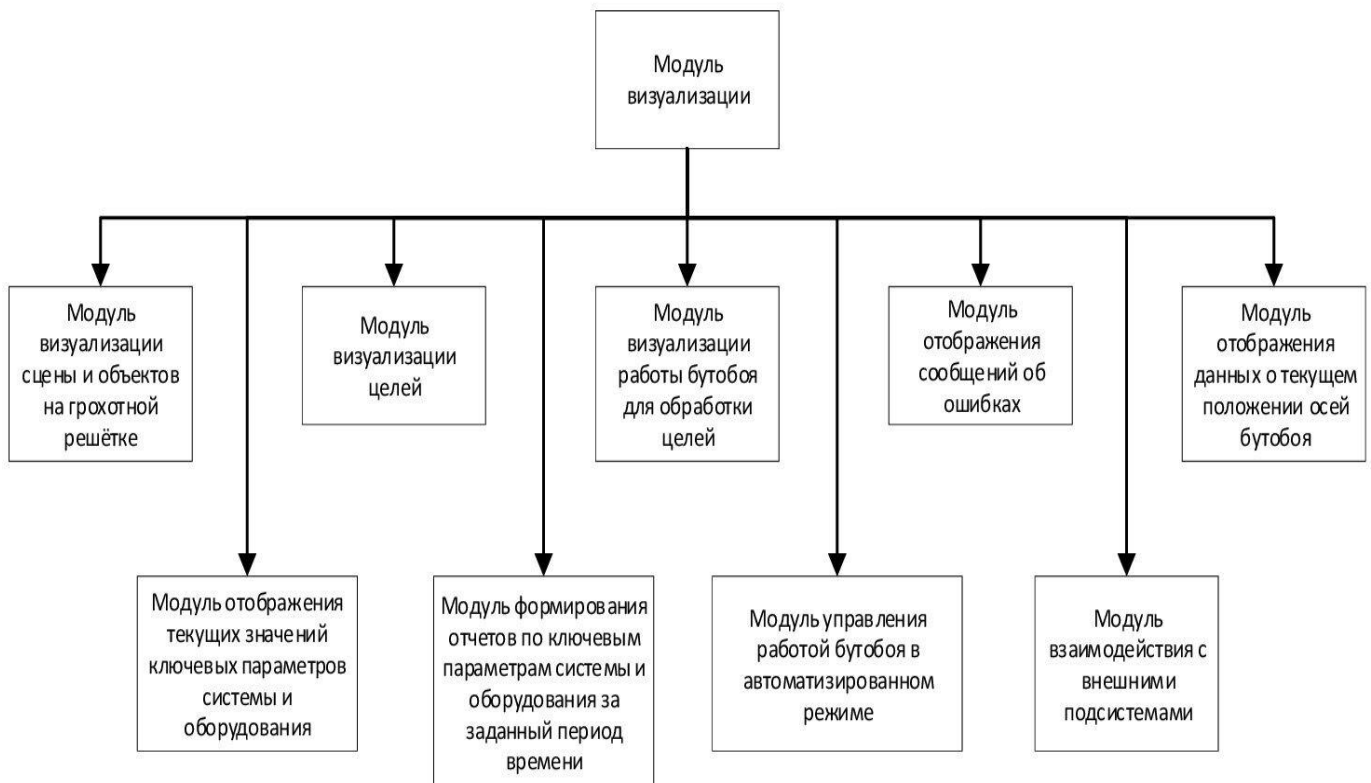 Модуль
визуализации
Модуль
визуализации
сцены и объектов
на грохотной
решётке
Модуль
визуализации
целей
Модуль
визуализации
работы бутобоя
для обработки
целей
Модуль
отображения
сообщений об
ошибках
Модуль
отображения
данных о текущем
положении осей
бутобоя
Модуль отображения
текущих значений
ключевых параметров
системы и
оборудования
Модуль формирования
отчетов по ключевым
параметрам системы и
оборудования за
заданный период
времени
Модуль управления
работой бутобоя в
автоматизированном
режиме
Модуль
взаимодействия с
внешними
подсистемами